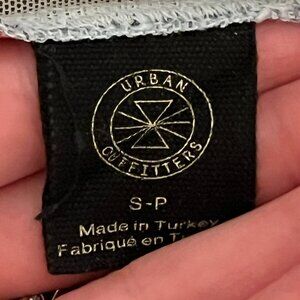 URBAN
OUTFITTERS
S-P
Made in Turkey
Fabriqué en